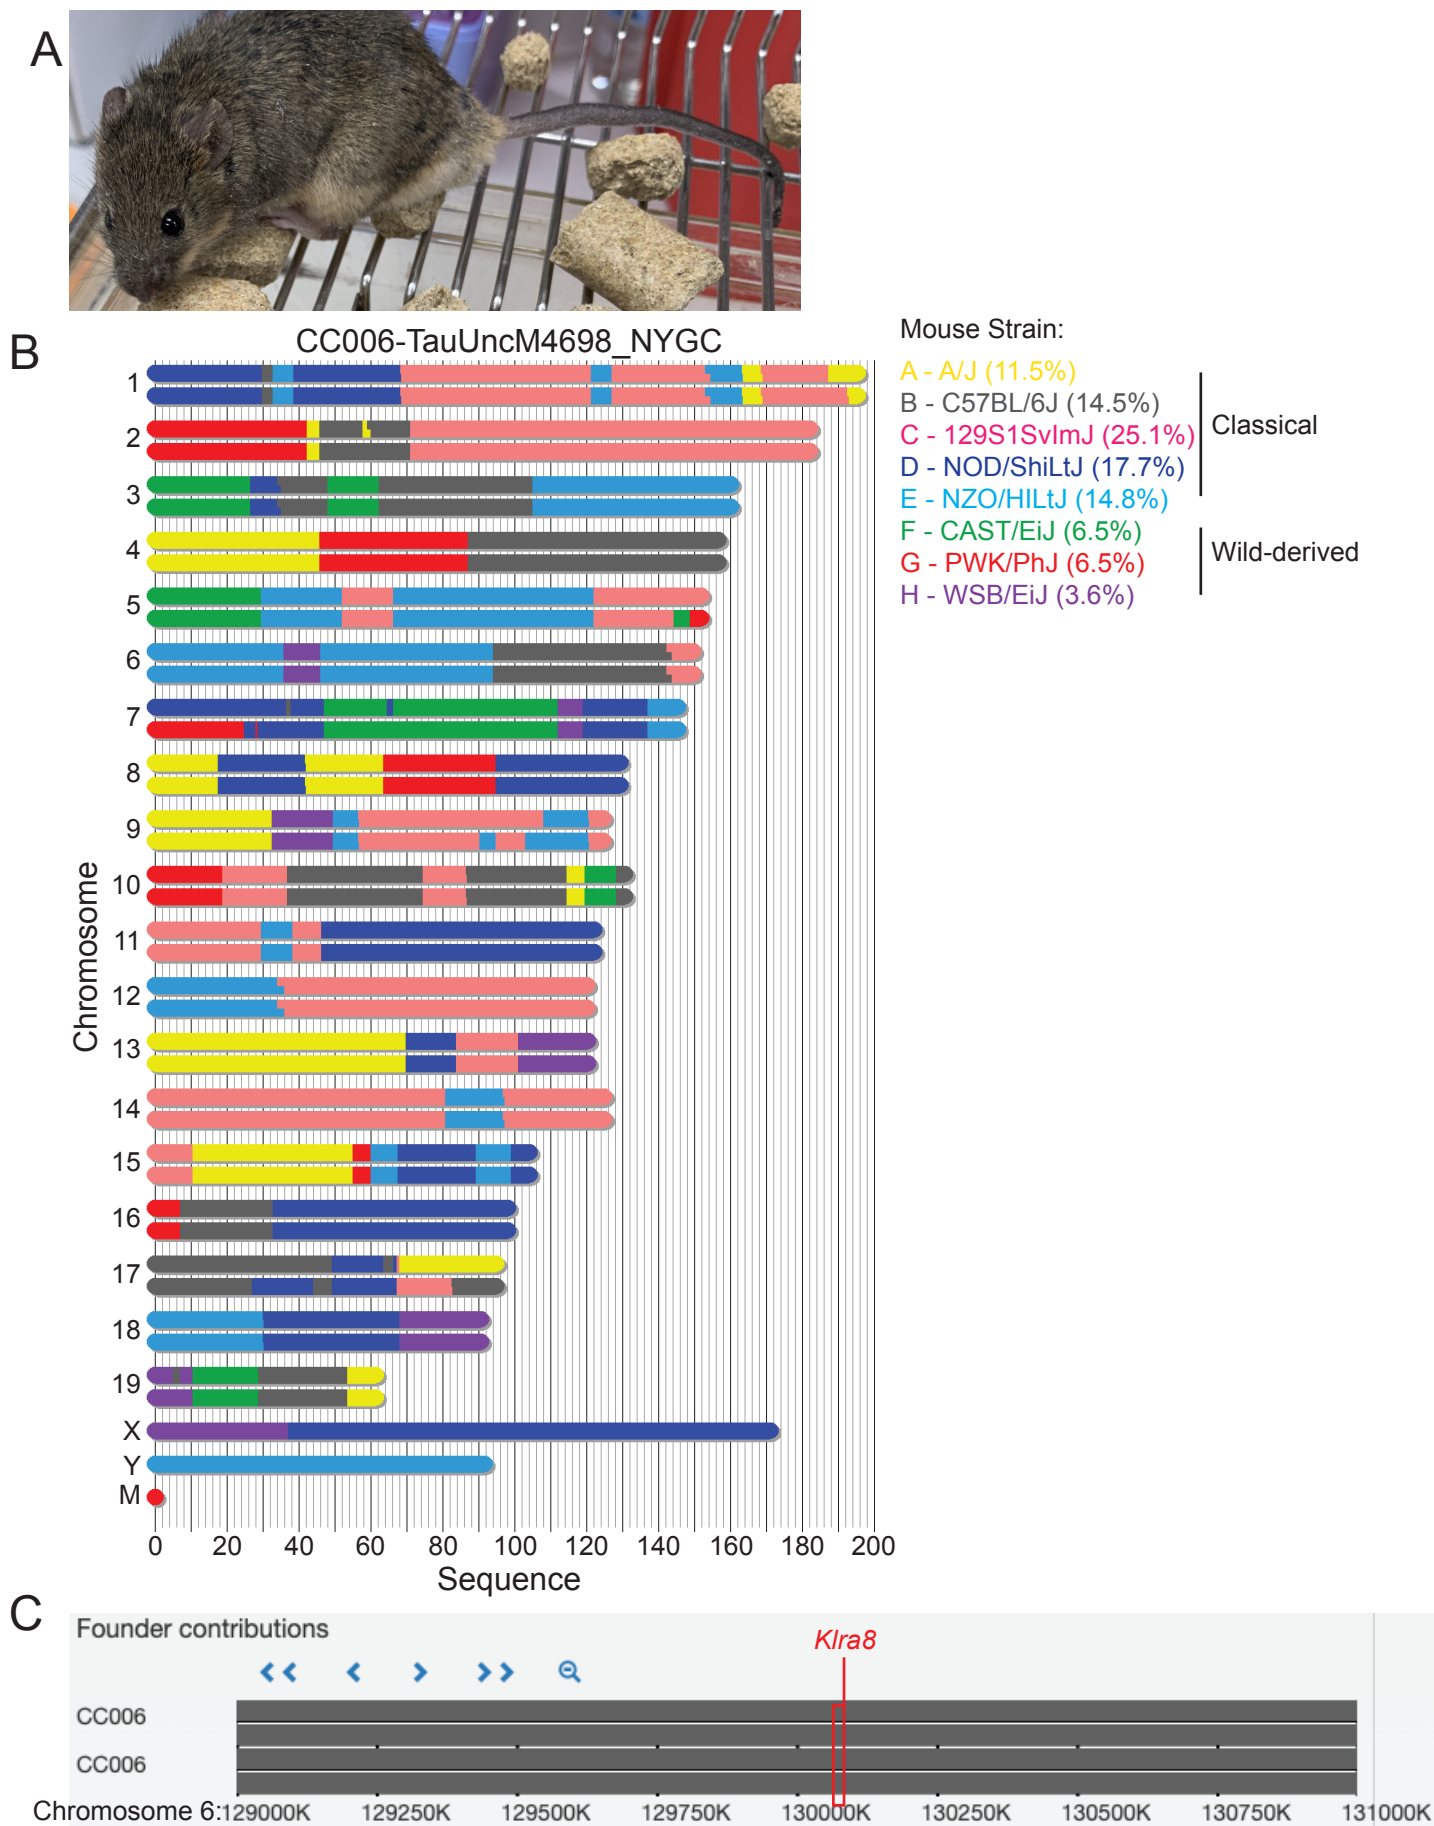 A
B
CC006-TauUncM4698_NYGC
Mouse Strain:
A - A/J (11.5%)
B - C57BL/6J (14.5%)
C - 129S1SvImJ (25.1%)
D - NOD/ShiLtJ (17.7%)
E - NZO/HILtJ (14.8%)
Classical
F - CAST/EiJ (6.5%)
G - PWK/PhJ (6.5%)
H - WSB/EiJ (3.6%)
Wild-derived
Chromosome
1
2
3
4
5
6
7
8
9
10
11
12
13
14
15
16
17
18
19
X
Y
M
0 20 40 60 80 100 120 140 160 180 200
Sequence
C
Founder contributions
Klra8
CC006
CC006
Chromosome 6: 129000K 129250K 129500K 129750K 130000K 130250K 130500K 130750K 131000K